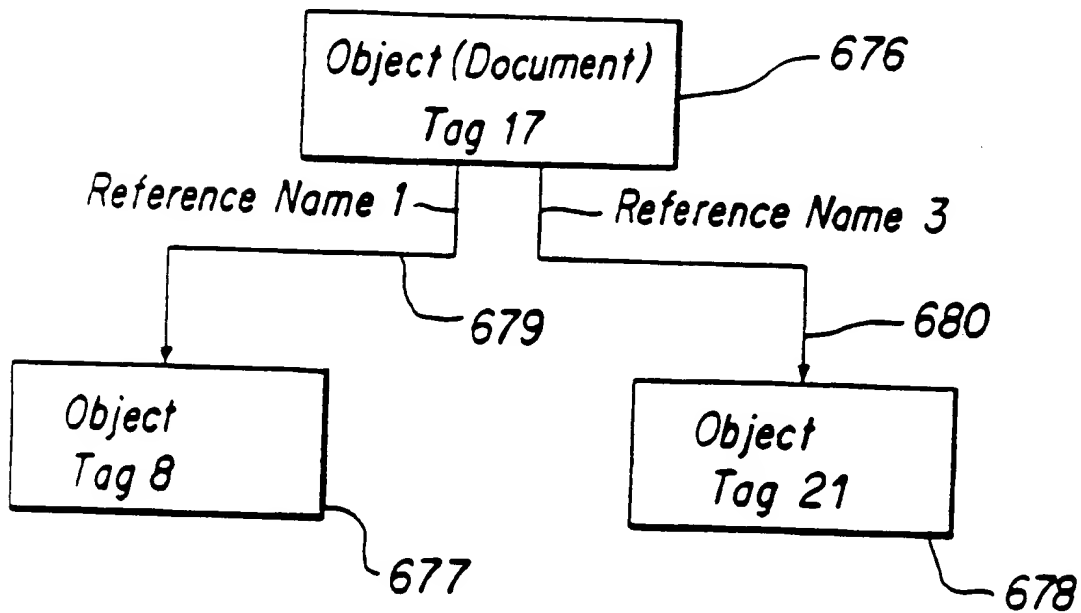 Object (Document)
Tag 17
676
Reference Name 1
Reference Name 3
679
680
Object
Tag 8
677
Object
Tag 21
678